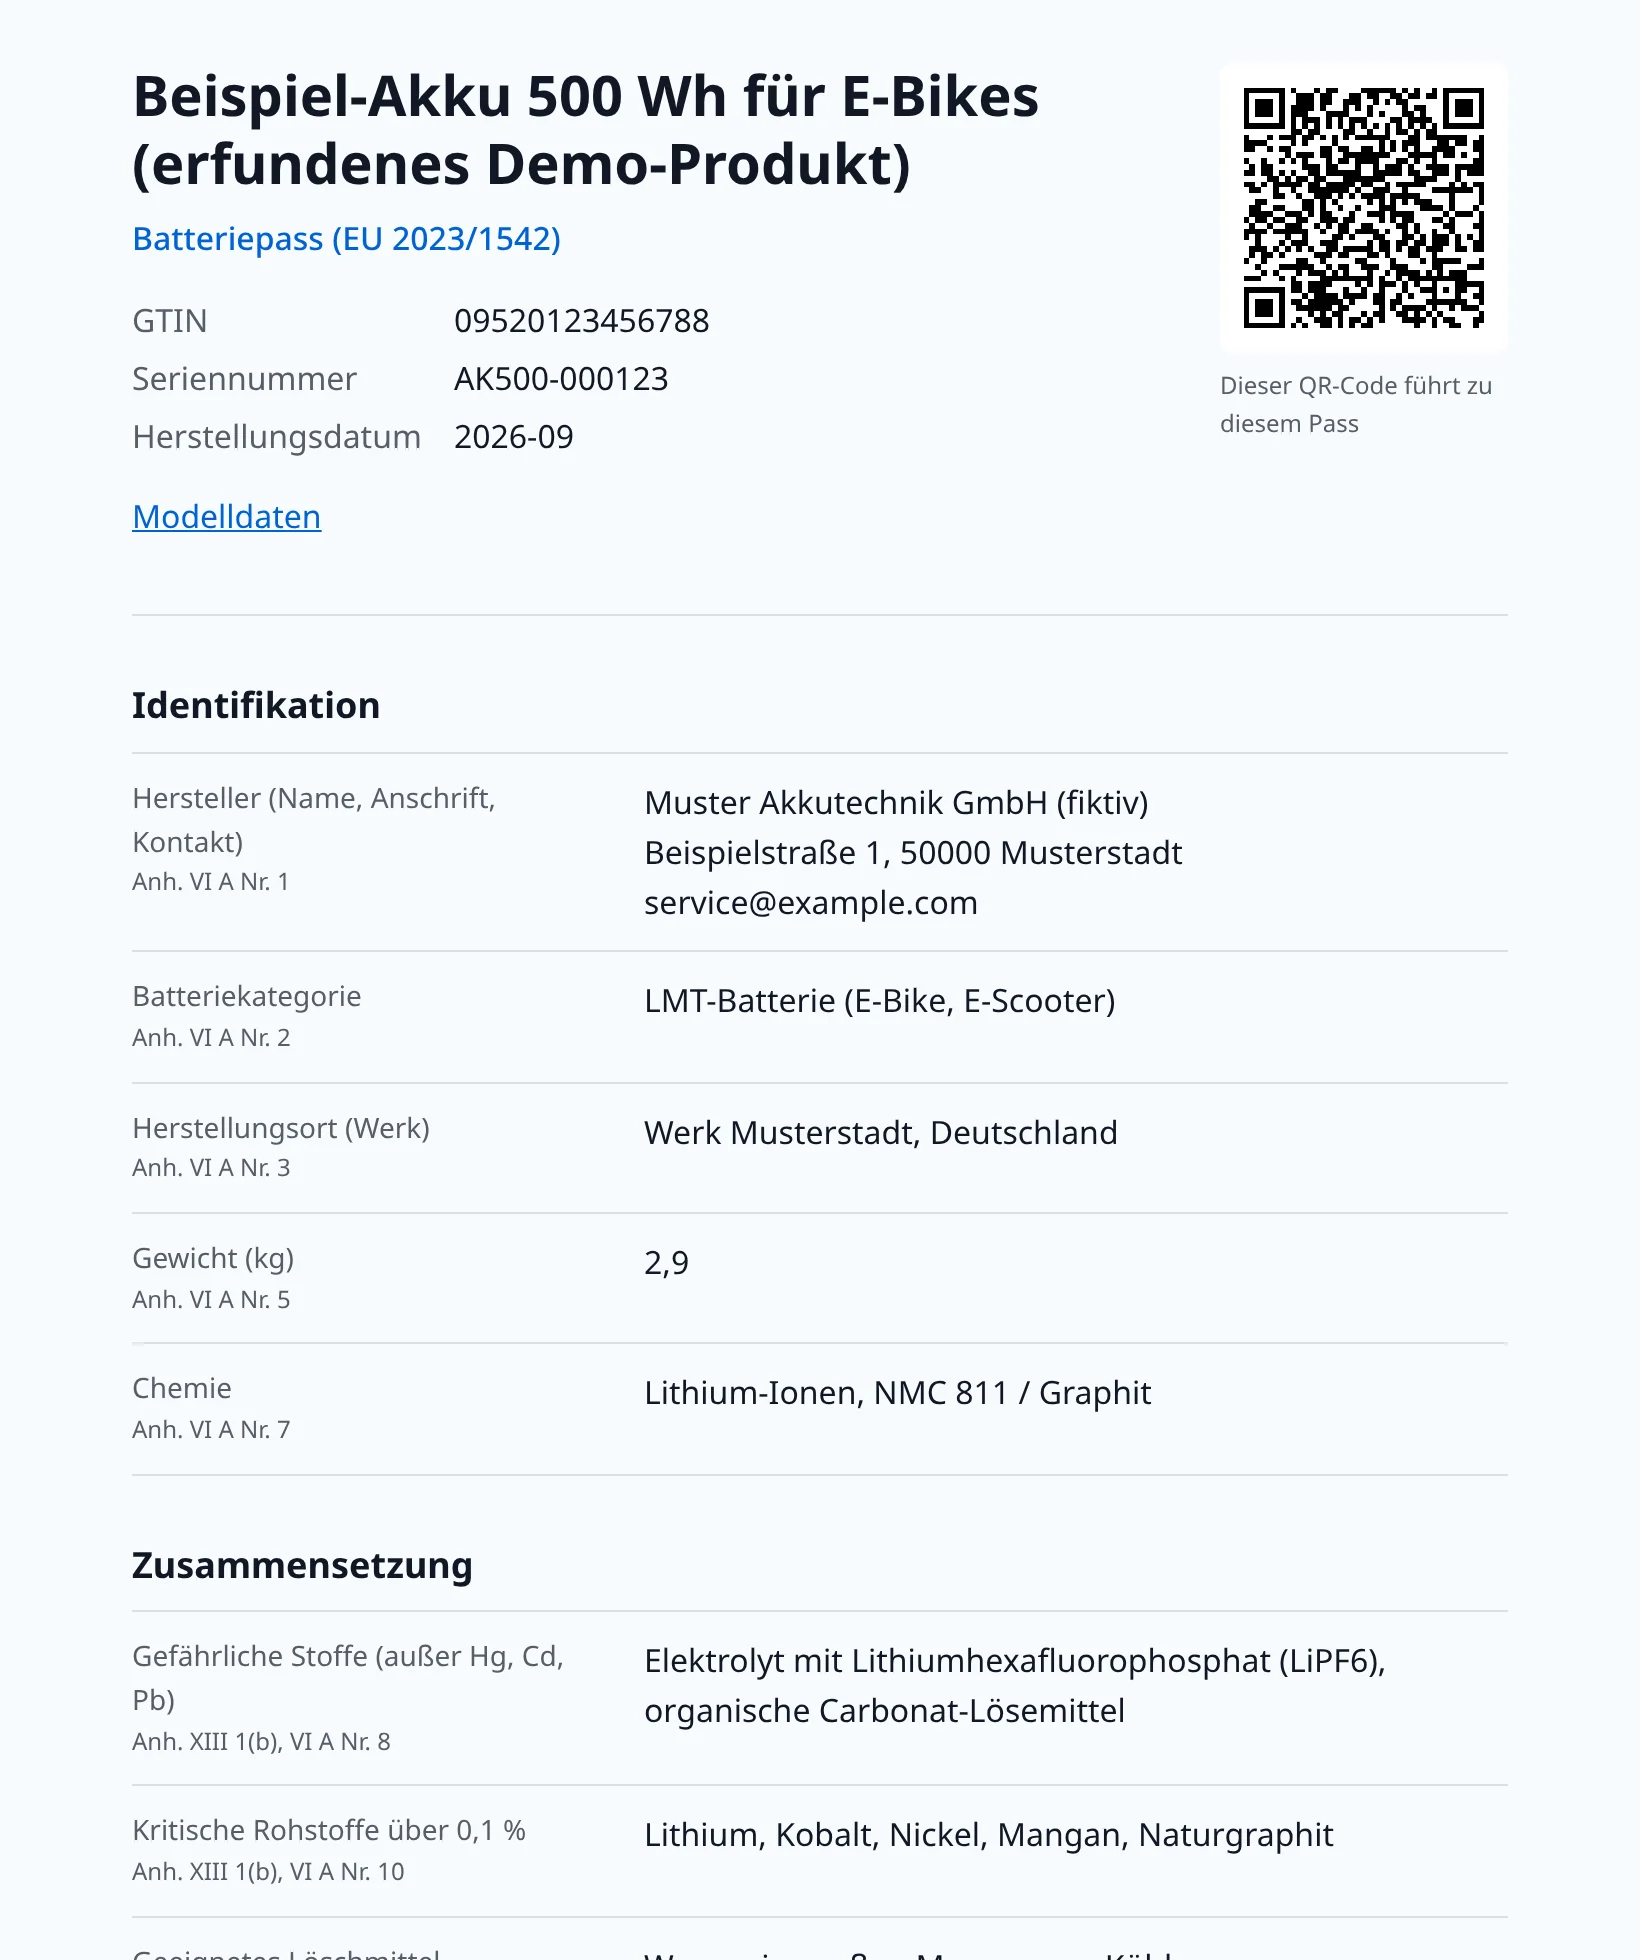 Beispiel-Akku 500 Wh für E-Bikes
(erfundenes Demo-Produkt)
Batteriepass (EU 2023/1542)
GTIN 09520123456788
Seriennummer AK500-000123
Herstellungsdatum 2026-09
Modelldaten
Dieser QR-Code führt zu
diesem Pass
Identifikation
Hersteller (Name, Anschrift,
Kontakt)
Anh. VI A Nr. 1
Muster Akkutechnik GmbH (fiktiv)
Beispielstraße 1, 50000 Musterstadt
service@example.com
Batteriekategorie
Anh. VI A Nr. 2
LMT-Batterie (E-Bike, E-Scooter)
Herstellungsort (Werk)
Anh. VI A Nr. 3
Werk Musterstadt, Deutschland
Gewicht (kg)
Anh. VI A Nr. 5
2,9
Chemie
Anh. VI A Nr. 7
Lithium-Ionen, NMC 811 / Graphit
Zusammensetzung
Gefährliche Stoffe (außer Hg, Cd,
Pb)
Anh. XIII 1(b), VI A Nr. 8
Elektrolyt mit Lithiumhexafluorophosphat (LiPF6),
organische Carbonat-Lösemittel
Kritische Rohstoffe über 0,1 %
Anh. XIII 1(b), VI A Nr. 10
Lithium, Kobalt, Nickel, Mangan, Naturgraphit
Geeignetes Löschmittel